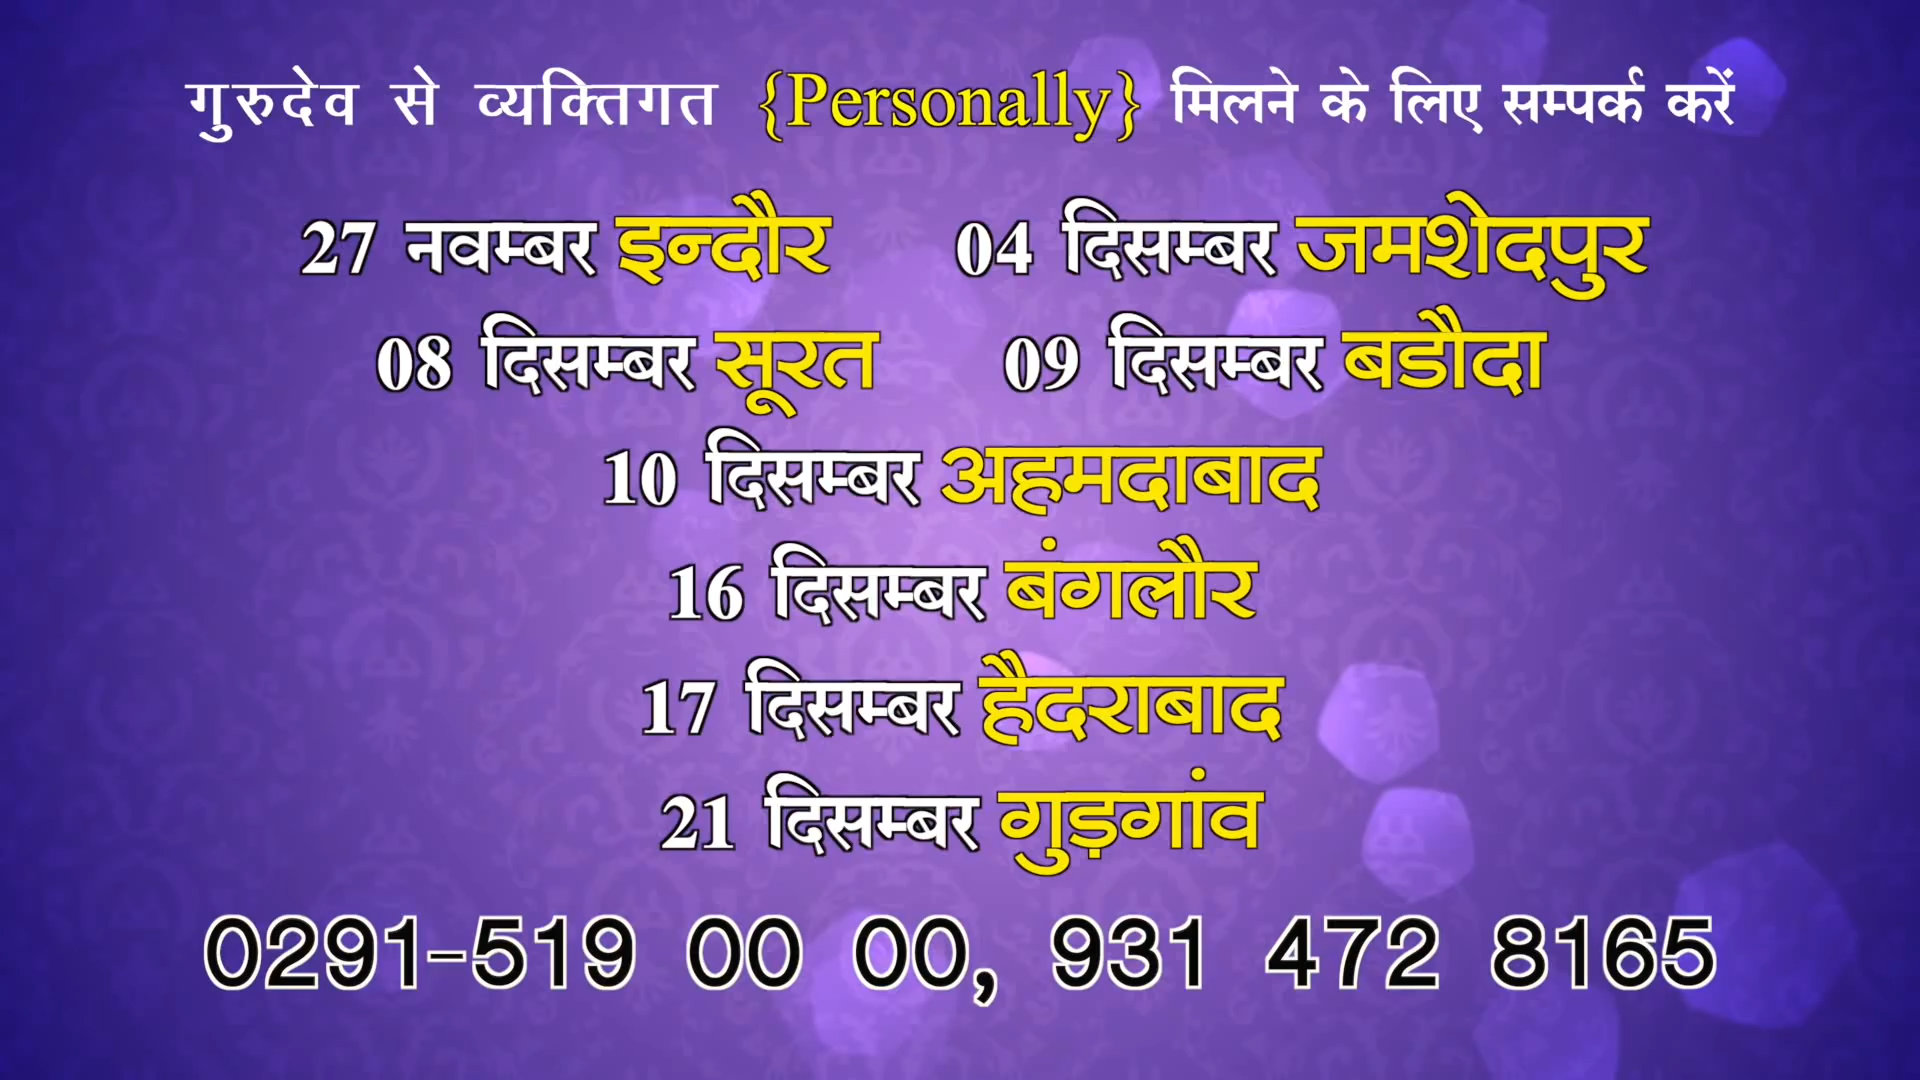 गुरुदेव से व्यक्तिगत {Personally} मिलने के लिए सम्पर्क करें
27 नवम्बर इन्दौर 04 दिसम्बर जमशेदपुर
08 दिसम्बर सूरत 09 दिसम्बर बडौदा
10 दिसम्बर अहमदाबाद
16 दिसम्बर बंगलौर
17 दिसम्बर हैदराबाद
21 दिसम्बर गुड़गांव
0291-519 00 00, 931 472 8165